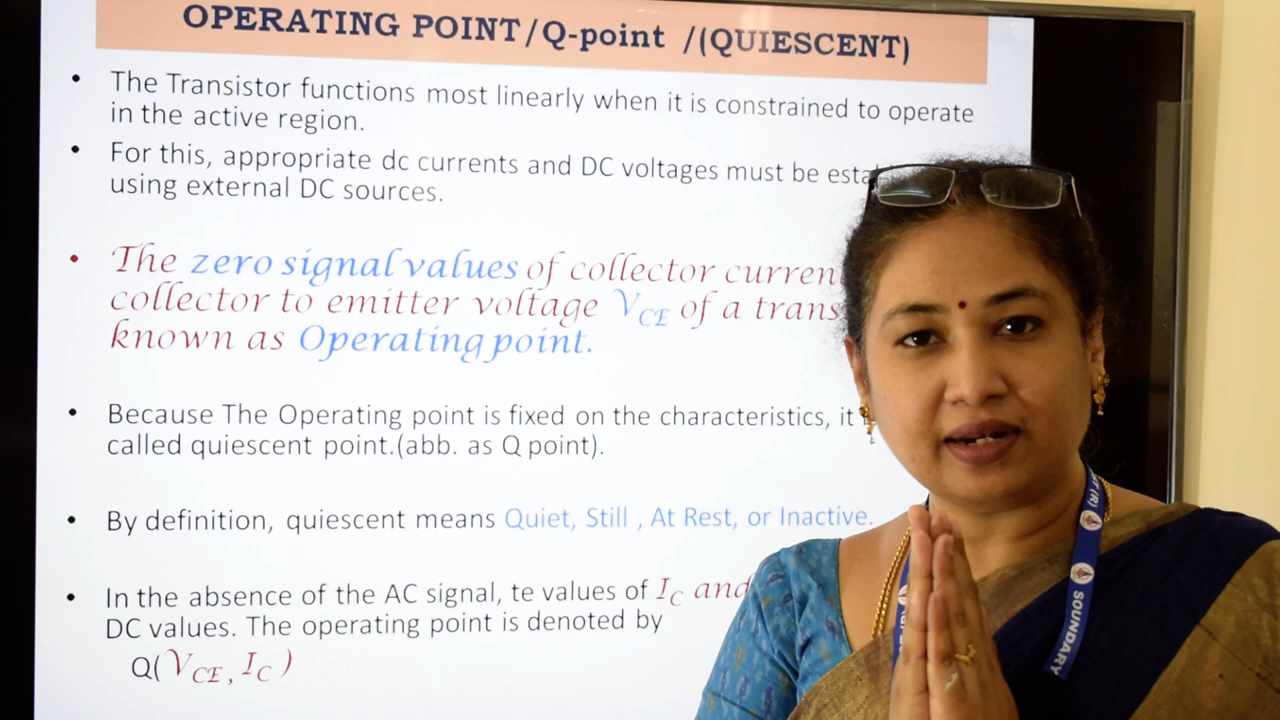 OPERATING POINT/Q-point /(QUIESCENT)
• The Transistor functions most linearly when it is constrained to operate
in the active region.
• For this, appropriate dc currents and DC voltages must be esta
using external DC sources.
• The zero signal values of collector curren
collector to emitter voltage VCE of a trans
known as Operating point.
• Because The Operating point is fixed on the characteristics, it
called quiescent point.(abb. as Q point).
• By definition, quiescent means Quiet, Still , At Rest, or Inactive.
• In the absence of the AC signal, te values of IC and
DC values. The operating point is denoted by
Q(VCE , IC )
SOUNDARY